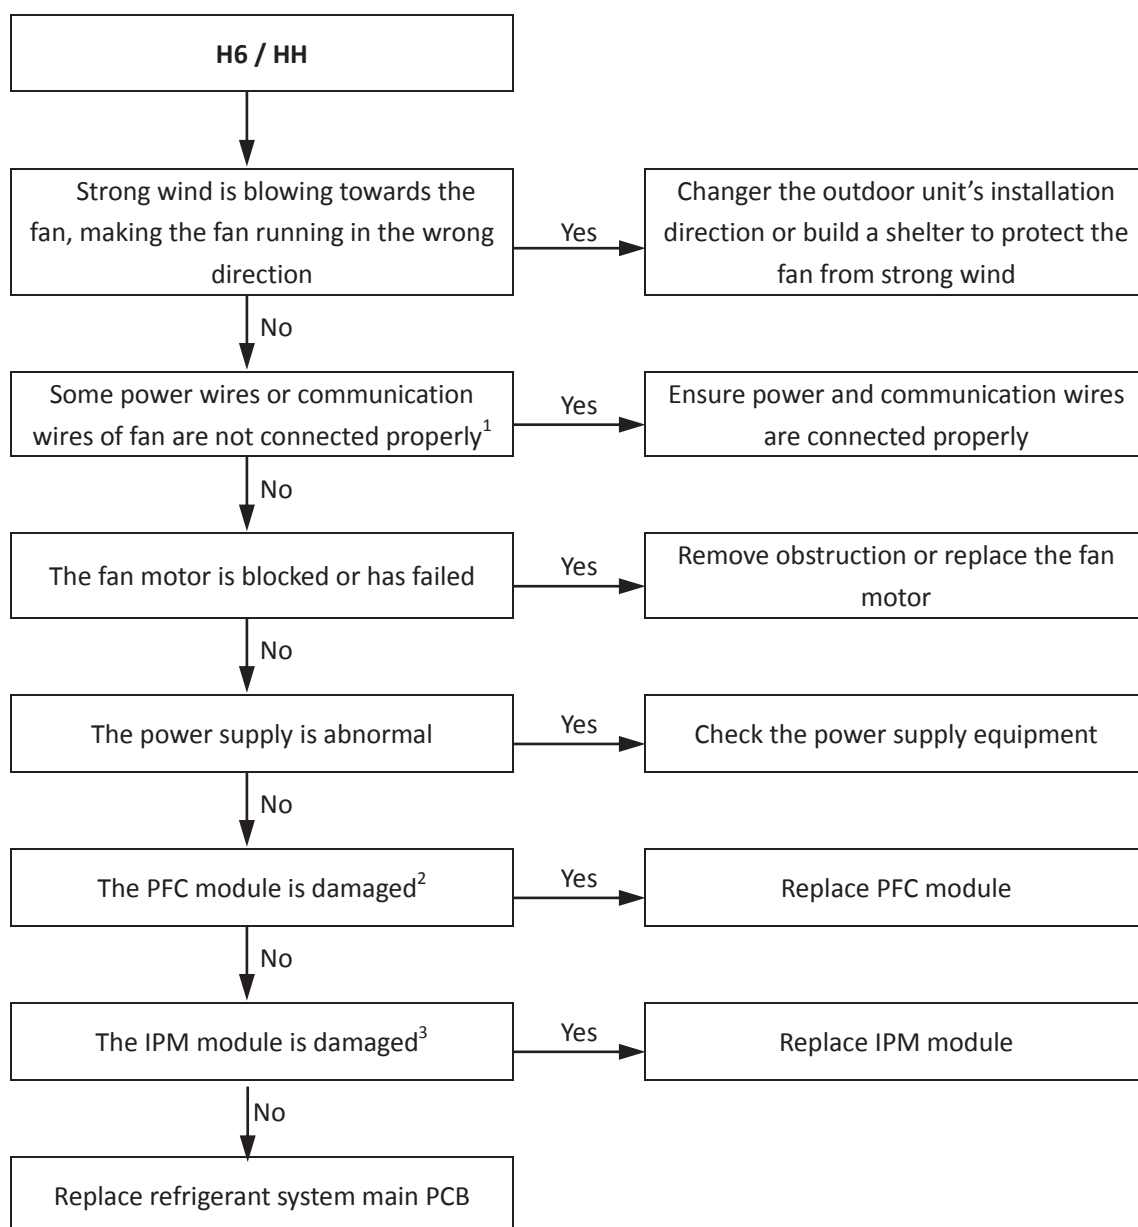 H6 / HH
Strong wind is blowing towards the
fan, making the fan running in the wrong
direction
Yes
Changer the outdoor unit’s installation
direction or build a shelter to protect the
fan from strong wind
No
Some power wires or communication
wires of fan are not connected properly1
Yes
Ensure power and communication wires
are connected properly
No
The fan motor is blocked or has failed
Yes
Remove obstruction or replace the fan
motor
No
The power supply is abnormal
Yes
Check the power supply equipment
No
The PFC module is damaged2
Yes
Replace PFC module
No
The IPM module is damaged3
Yes
Replace IPM module
No
Replace refrigerant system main PCB